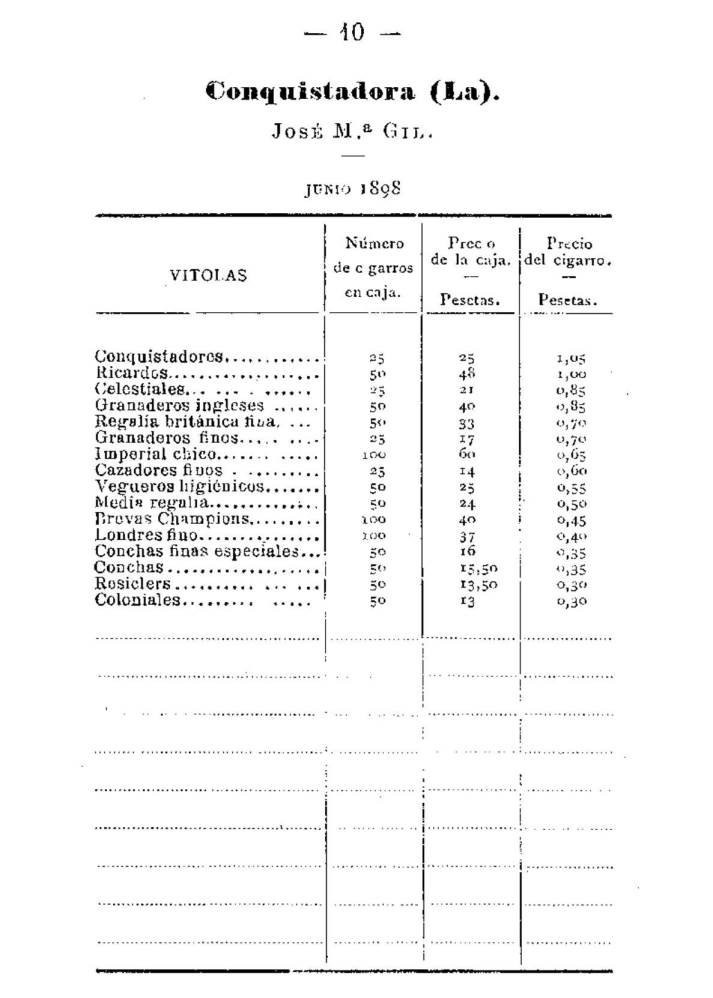 — 10 —
Conquistadora (La).
José M.ª Gil.
JUNIO 1898
VITOLAS Número de cigarros en caja. Precio de la caja. — Pesetas. Precio del cigarro. — Pesetas.
Conquistadores............ 25 25 1,05
Ricardos.................. 50 48 1,00
Celestiales... ... . ...... 25 21 0,85
Granaderos ingleses ...... 50 40 0,85
Regalía británica fina. ... 50 33 0,70
Granaderos finos..... .... 25 17 0,70
Imperial chico....... ..... 100 60 0,65
Cazadores finos . ......... 25 14 0,60
Vegueros higiénicos....... 50 25 0,55
Media regalia............. 50 24 0,50
Brevas Champions......... 100 40 0,45
Londres fino.............. 100 37 0,40
Conchas finas especiales... 50 16 0,35
Conchas................... 50 15,50 0,35
Rosiclers.......... ... ... 50 13,50 0,30
Coloniales......... ..... 50 13 0,30